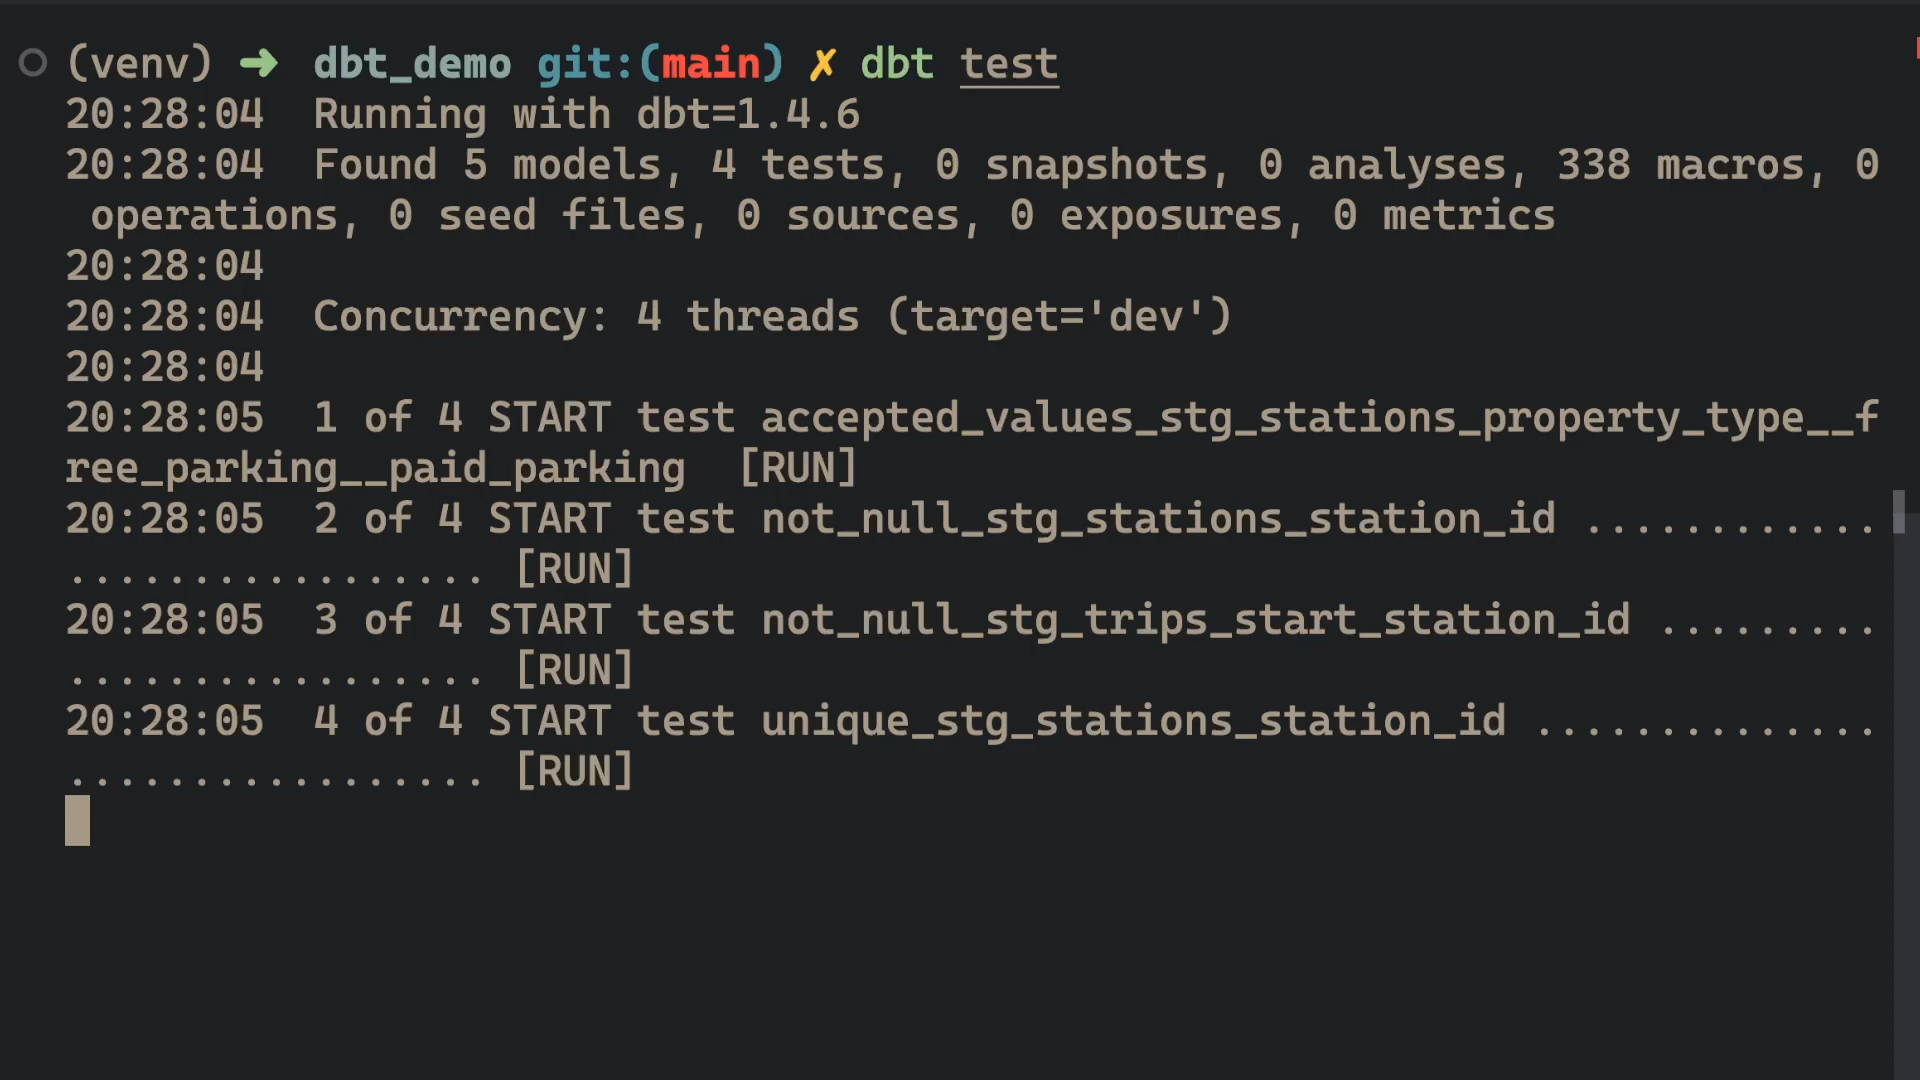 (venv) ➜ dbt_demo git:(main) ✗ dbt test
20:28:04  Running with dbt=1.4.6
20:28:04  Found 5 models, 4 tests, 0 snapshots, 0 analyses, 338 macros, 0
 operations, 0 seed files, 0 sources, 0 exposures, 0 metrics
20:28:04
20:28:04  Concurrency: 4 threads (target='dev')
20:28:04
20:28:05  1 of 4 START test accepted_values_stg_stations_property_type__f
ree_parking__paid_parking  [RUN]
20:28:05  2 of 4 START test not_null_stg_stations_station_id ............
................. [RUN]
20:28:05  3 of 4 START test not_null_stg_trips_start_station_id .........
................. [RUN]
20:28:05  4 of 4 START test unique_stg_stations_station_id ..............
................. [RUN]